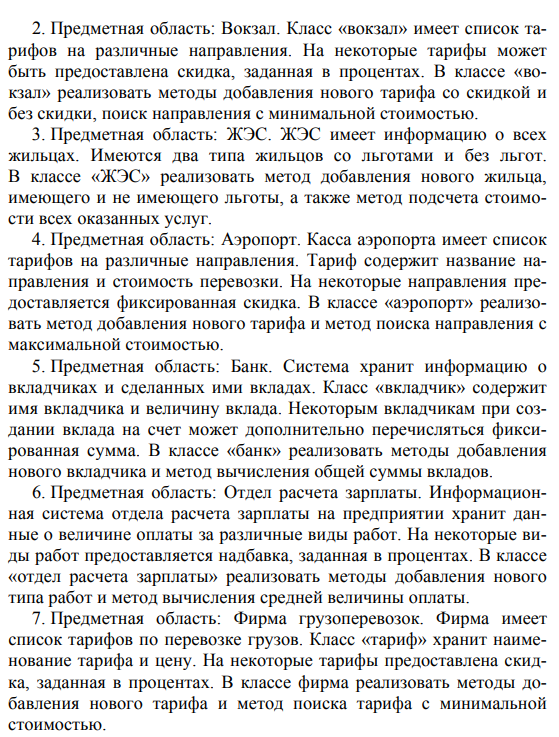 2. Предметная область: Вокзал. Класс «вокзал» имеет список та-
рифов на различные направления. На некоторые тарифы может
быть предоставлена скидка, заданная в процентах. В классе «во-
кзал» реализовать методы добавления нового тарифа со скидкой и
без скидки, поиск направления с минимальной стоимостью.
3. Предметная область: ЖЭС. ЖЭС имеет информацию о всех
жильцах. Имеются два типа жильцов со льготами и без льгот.
В классе «ЖЭС» реализовать метод добавления нового жильца,
имеющего и не имеющего льготы, а также метод подсчета стоимо-
сти всех оказанных услуг.
4. Предметная область: Аэропорт. Касса аэропорта имеет список
тарифов на различные направления. Тариф содержит название на-
правления и стоимость перевозки. На некоторые направления пре-
доставляется фиксированная скидка. В классе «аэропорт» реализо-
вать метод добавления нового тарифа и метод поиска направления с
максимальной стоимостью.
5. Предметная область: Банк. Система хранит информацию о
вкладчиках и сделанных ими вкладах. Класс «вкладчик» содержит
имя вкладчика и величину вклада. Некоторым вкладчикам при соз-
дании вклада на счет может дополнительно перечисляться фикси-
рованная сумма. В классе «банк» реализовать методы добавления
нового вкладчика и метод вычисления общей суммы вкладов.
6. Предметная область: Отдел расчета зарплаты. Информацион-
ная система отдела расчета зарплаты на предприятии хранит дан-
ные о величине оплаты за различные виды работ. На некоторые ви-
ды работ предоставляется надбавка, заданная в процентах. В классе
«отдел расчета зарплаты» реализовать методы добавления нового
типа работ и метод вычисления средней величины оплаты.
7. Предметная область: Фирма грузоперевозок. Фирма имеет
список тарифов по перевозке грузов. Класс «тариф» хранит наиме-
нование тарифа и цену. На некоторые тарифы предоставлена скид-
ка, заданная в процентах. В классе фирма реализовать методы до-
бавления нового тарифа и метод поиска тарифа с минимальной
стоимостью.